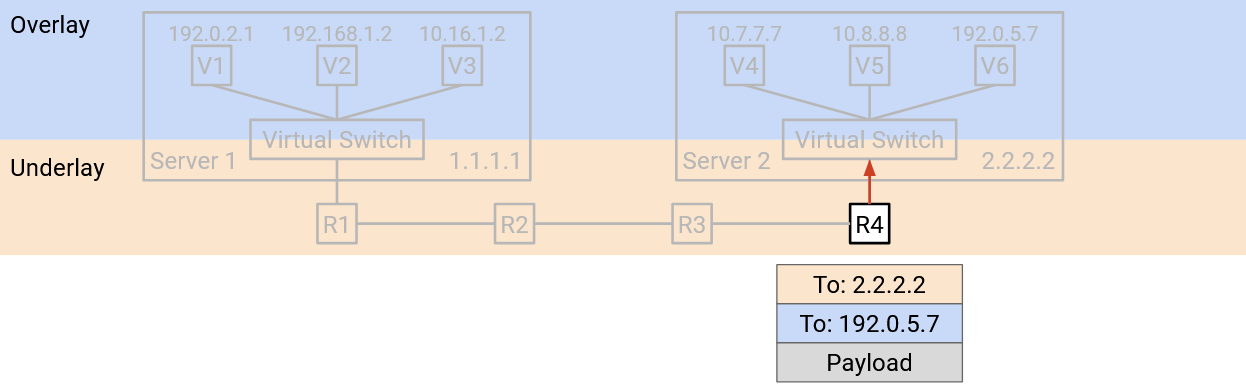 Overlay
192.0.2.1 192.168.1.2 10.16.1.2
V1 V2 V3
Virtual Switch
Server 1 1.1.1.1
10.7.7.7 10.8.8.8 192.0.5.7
V4 V5 V6
Virtual Switch
Server 2 2.2.2.2
Underlay
R1 R2 R3 R4
To: 2.2.2.2
To: 192.0.5.7
Payload